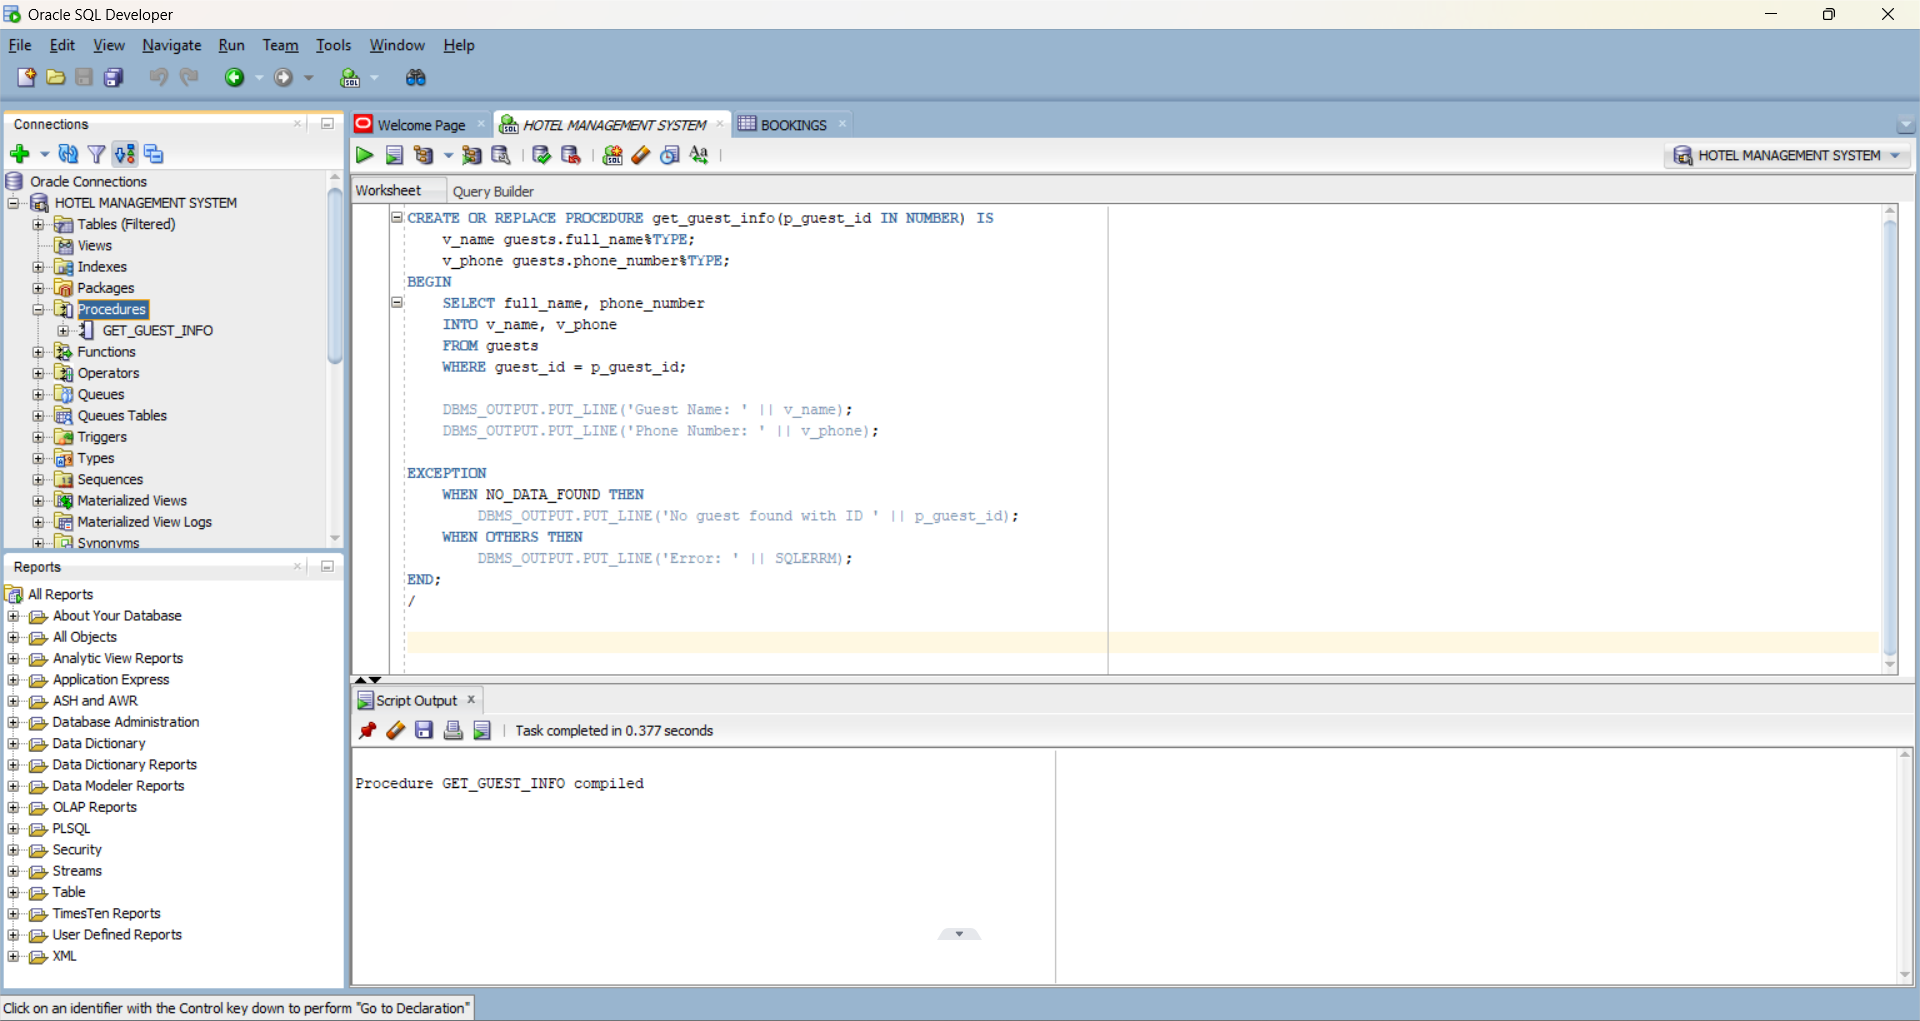 Oracle SQL Developer
File Edit View Navigate Run Team Tools Window Help
Connections
Oracle Connections
HOTEL MANAGEMENT SYSTEM
Tables (Filtered)
Views
Indexes
Packages
Procedures
GET_GUEST_INFO
Functions
Operators
Queues
Queues Tables
Triggers
Types
Sequences
Materialized Views
Materialized View Logs
Synonyms
Reports
All Reports
About Your Database
All Objects
Analytic View Reports
Application Express
ASH and AWR
Database Administration
Data Dictionary
Data Dictionary Reports
Data Modeler Reports
OLAP Reports
PLSQL
Security
Streams
Table
TimesTen Reports
User Defined Reports
XML
Welcome Page HOTEL MANAGEMENT SYSTEM BOOKINGS
HOTEL MANAGEMENT SYSTEM
Worksheet Query Builder
CREATE OR REPLACE PROCEDURE get_guest_info(p_guest_id IN NUMBER) IS
v_name guests.full_name%TYPE;
v_phone guests.phone_number%TYPE;
BEGIN
SELECT full_name, phone_number
INTO v_name, v_phone
FROM guests
WHERE guest_id = p_guest_id;
DBMS_OUTPUT.PUT_LINE('Guest Name: ' || v_name);
DBMS_OUTPUT.PUT_LINE('Phone Number: ' || v_phone);
EXCEPTION
WHEN NO_DATA_FOUND THEN
DBMS_OUTPUT.PUT_LINE('No guest found with ID ' || p_guest_id);
WHEN OTHERS THEN
DBMS_OUTPUT.PUT_LINE('Error: ' || SQLERRM);
END;
/
Script Output
Task completed in 0.377 seconds
Procedure GET_GUEST_INFO compiled
Click on an identifier with the Control key down to perform "Go to Declaration"